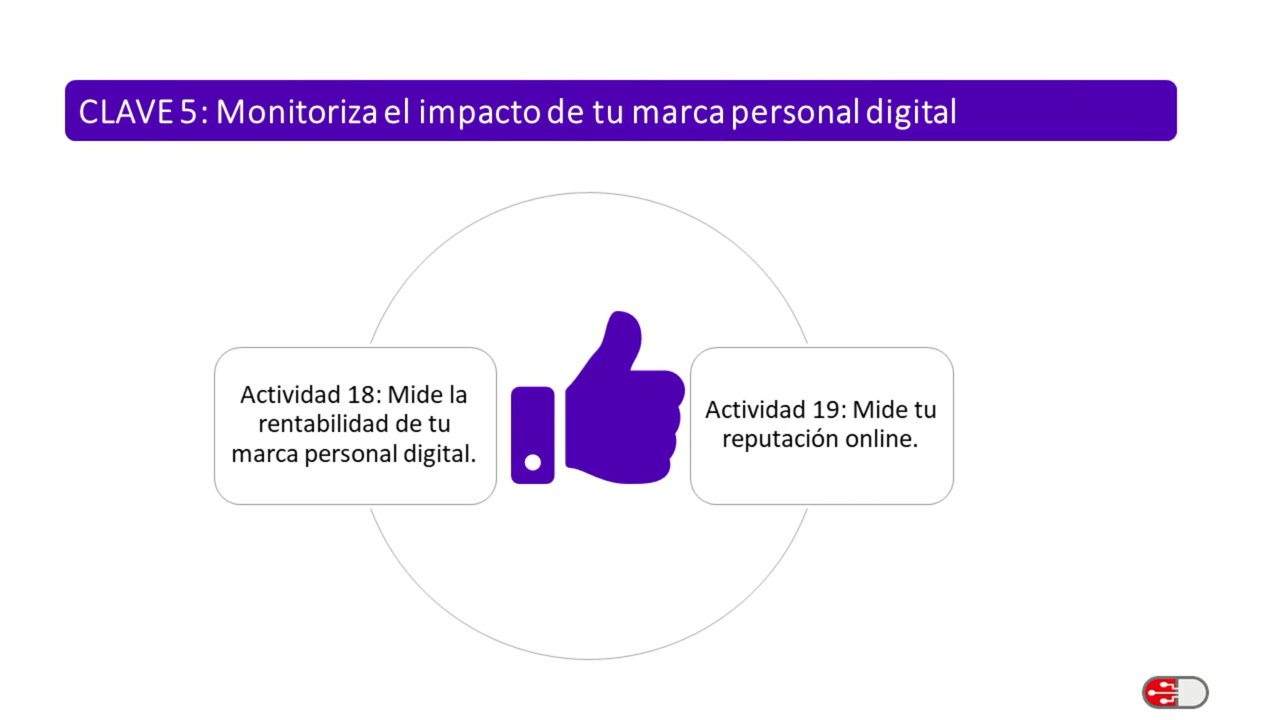 CLAVE 5: Monitoriza el impacto de tu marca personal digital
Actividad 18: Mide la
rentabilidad de tu
marca personal digital.
Actividad 19: Mide tu
reputación online.